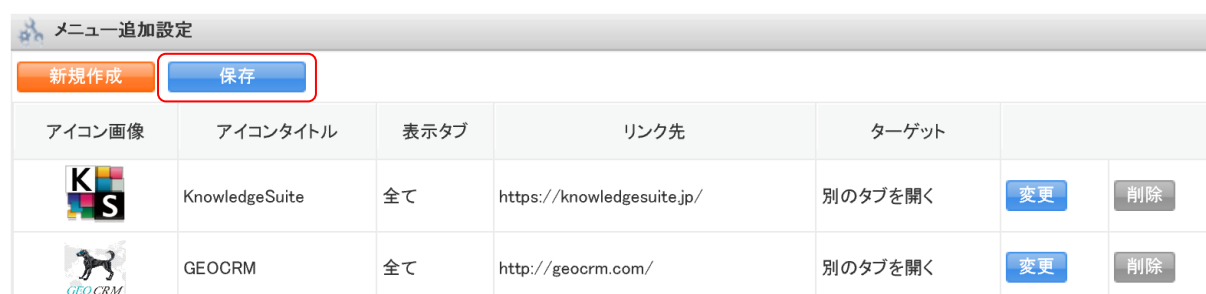 メニュー追加設定
新規作成 保存
アイコン画像 アイコンタイトル 表示タブ リンク先 ターゲット
KS KnowledgeSuite 全て https://knowledgesuite.jp/ 別のタブを開く 変更 削除
GEOCRM 全て http://geocrm.com/ 別のタブを開く 変更 削除
GEO CRM